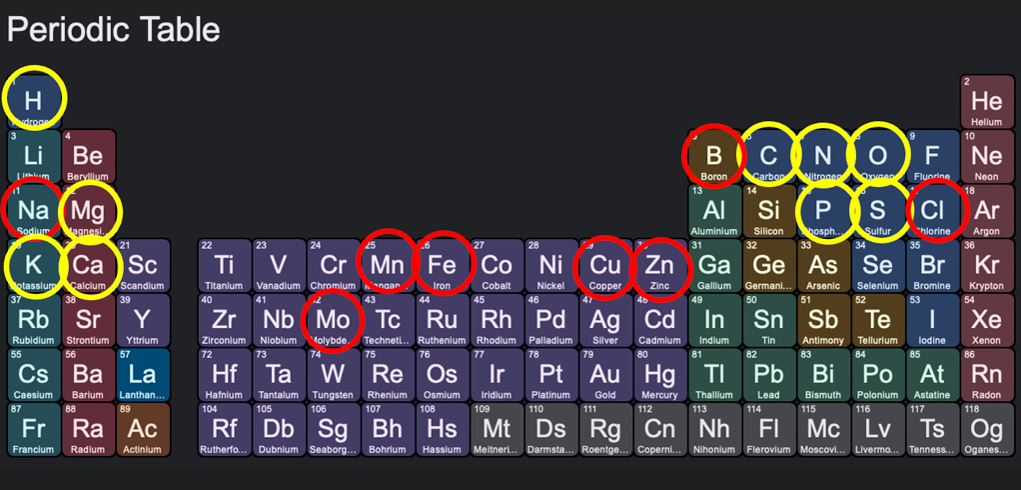 Periodic Table
2
H He
Helium
3 4 9 10
Li Be B C N O F Ne
Lithium Beryllium Boron Carbon Nitrogen Oxygen Fluorine Neon
13 14 18
Na Mg Al Si P S Cl Ar
Sodium Magnesi... Aluminium Silicon Phosph... Sulfur Chlorine Argon
21 22 23 24 25 26 27 28 31 32 33 34 35 36
K Ca Sc Ti V Cr Mn Fe Co Ni Cu Zn Ga Ge As Se Br Kr
Potassium Calcium Scandium Titanium Vanadium Chromium Mangan... Iron Cobalt Nickel Copper Zinc Gallium Germani... Arsenic Selenium Bromine Krypton
37 38 39 40 41 42 43 44 45 46 47 48 49 50 51 52 53 54
Rb Sr Y Zr Nb Mo Tc Ru Rh Pd Ag Cd In Sn Sb Te I Xe
Rubidium Strontium Yttrium Zirconium Niobium Molybde... Techneti... Ruthenium Rhodium Palladium Silver Cadmium Indium Tin Antimony Tellurium Iodine Xenon
55 56 57 72 73 74 75 76 77 78 79 80 81 82 83 84 85 86
Cs Ba La Hf Ta W Re Os Ir Pt Au Hg Tl Pb Bi Po At Rn
Caesium Barium Lanthan... Hafnium Tantalum Tungsten Rhenium Osmium Iridium Platinum Gold Mercury Thallium Lead Bismuth Polonium Astatine Radon
87 88 89 104 105 106 107 108 109 110 111 112 113 114 115 116 117 118
Fr Ra Ac Rf Db Sg Bh Hs Mt Ds Rg Cn Nh Fl Mc Lv Ts Og
Francium Radium Actinium Rutherfo... Dubnium Seaborg... Bohrium Hassium Meitneri... Darmsta... Roentge... Coperni... Nihonium Flerovium Moscovi... Livermo... Tenness... Oganes...